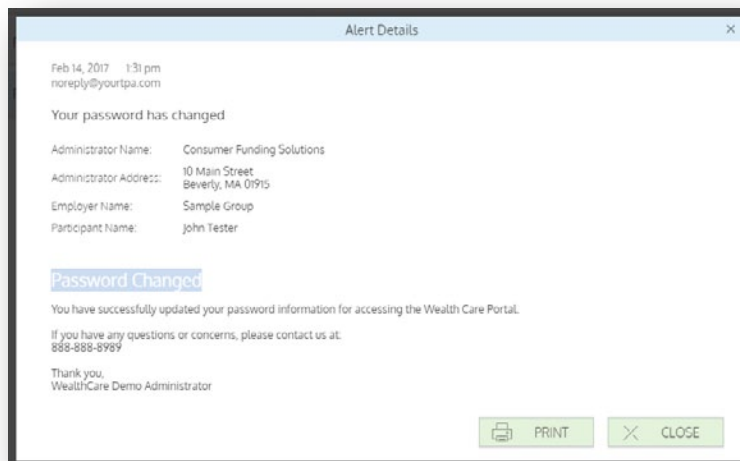 Alert Details
Feb 14, 2017 1:31 pm
noreply@yourtpa.com
Your password has changed
Administrator Name: Consumer Funding Solutions
Administrator Address: 10 Main Street
Beverly, MA 01915
Employer Name: Sample Group
Participant Name: John Tester
Password Changed
You have successfully updated your password information for accessing the Wealth Care Portal.
If you have any questions or concerns, please contact us at:
888-888-8989
Thank you,
WealthCare Demo Administrator
PRINT CLOSE